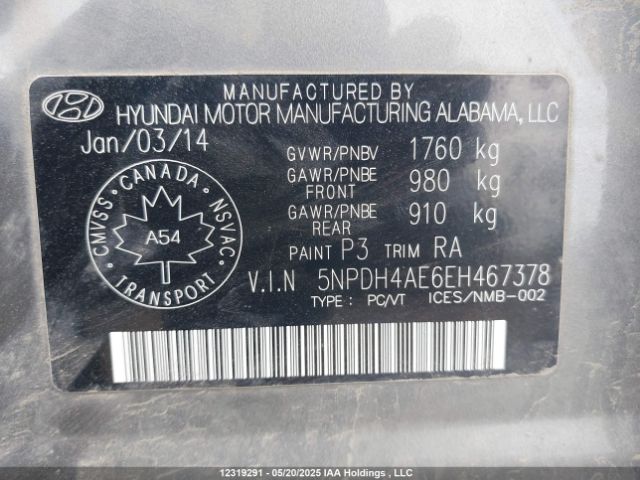 MANUFACTURED BY
HYUNDAI MOTOR MANUFACTURING ALABAMA, LLC
Jan/03/14
GVWR/PNBV 1760 kg
GAWR/PNBE FRONT 980 kg
GAWR/PNBE REAR 910 kg
PAINT P3 TRIM RA
CMVSS CANADA NSVAC
A54
TRANSPORT
V.I.N 5NPDH4AE6EH467378
TYPE: PC/VT ICES/NMB-002
12319291 - 05/20/2025 IAA Holdings , LLC